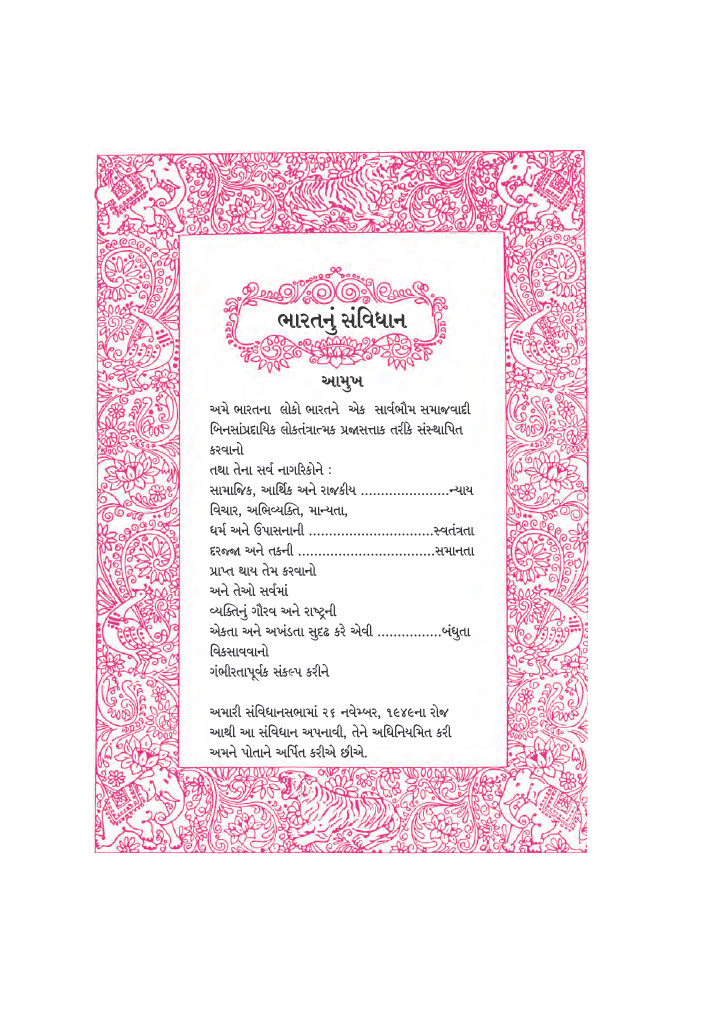 ભારતનું સંવિધાન
આમુખ
અમે ભારતના લોકો ભારતને એક સાર્વભૌમ સમાજવાદી
બિનસાંપ્રદાયિક લોકતંત્રાત્મક પ્રજાસત્તાક તરીકે સંસ્થાપિત
કરવાનો
તથા તેના સર્વ નાગરિકોને :
સામાજિક, આર્થિક અને રાજકીય ......................ન્યાય
વિચાર, અભિવ્યક્તિ, માન્યતા,
ધર્મ અને ઉપાસનાની ...............................સ્વતંત્રતા
દરજ્જા અને તકની ..................................સમાનતા
પ્રાપ્ત થાય તેમ કરવાનો
અને તેઓ સર્વમાં
વ્યક્તિનું ગૌરવ અને રાષ્ટ્રની
એકતા અને અખંડતા સુદૃઢ કરે એવી ................બંધુતા
વિકસાવવાનો
ગંભીરતાપૂર્વક સંકલ્પ કરીને
અમારી સંવિધાનસભામાં ૨૬ નવેમ્બર, ૧૯૪૯ના રોજ
આથી આ સંવિધાન અપનાવી, તેને અધિનિયમિત કરી
અમને પોતાને અર્પિત કરીએ છીએ.